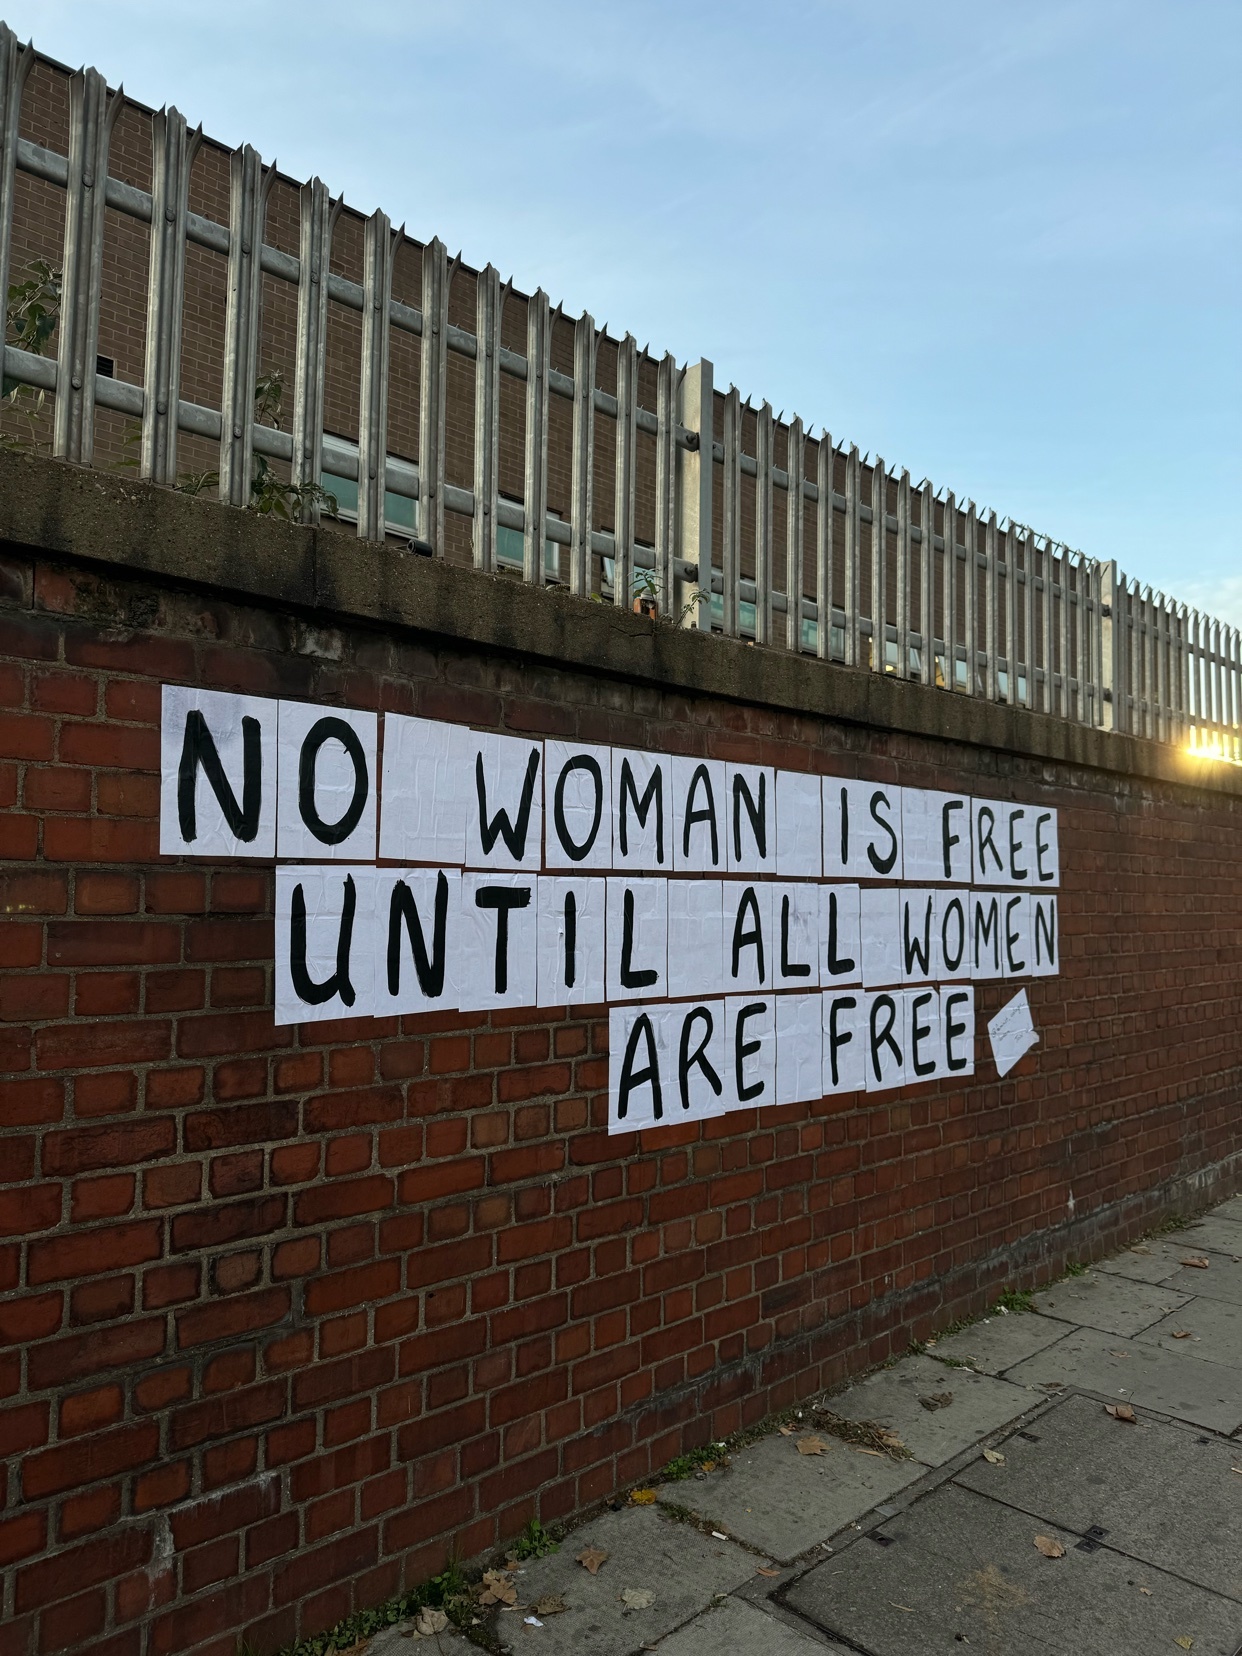 NO WOMAN IS FREE
UNTIL ALL WOMEN
ARE FREE